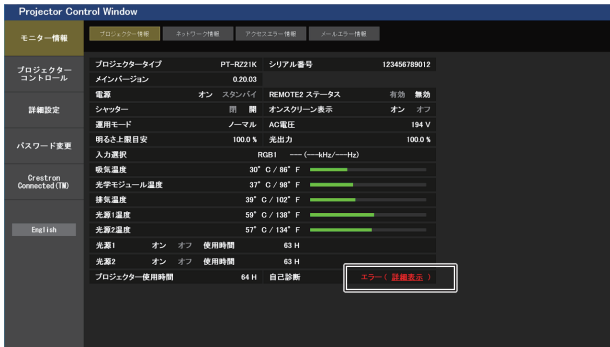 Projector Control Window
モニター情報
プロジェクター情報 ネットワーク情報 アクセスエラー情報 メールエラー情報
プロジェクター
コントロール
詳細設定
パスワード変更
Crestron
Connected(TM)
English
プロジェクタータイプ PT-RZ21K シリアル番号 123456789012
メインバージョン 0.20.03
電源 オン スタンバイ REMOTE2 ステータス 有効 無効
シャッター 閉 開 オンスクリーン表示 オン オフ
運用モード ノーマル AC電圧 194 V
明るさ上限目安 100.0 % 光出力 100.0 %
入力選択 RGB1 ---(---kHz/---Hz)
吸気温度 30° C / 86° F
光学モジュール温度 37° C / 98° F
排気温度 39° C / 102° F
光源1温度 59° C / 138° F
光源2温度 57° C / 134° F
光源1 オン オフ 使用時間 63 H
光源2 オン オフ 使用時間 63 H
プロジェクター使用時間 64 H 自己診断 エラー( 詳細表示 )